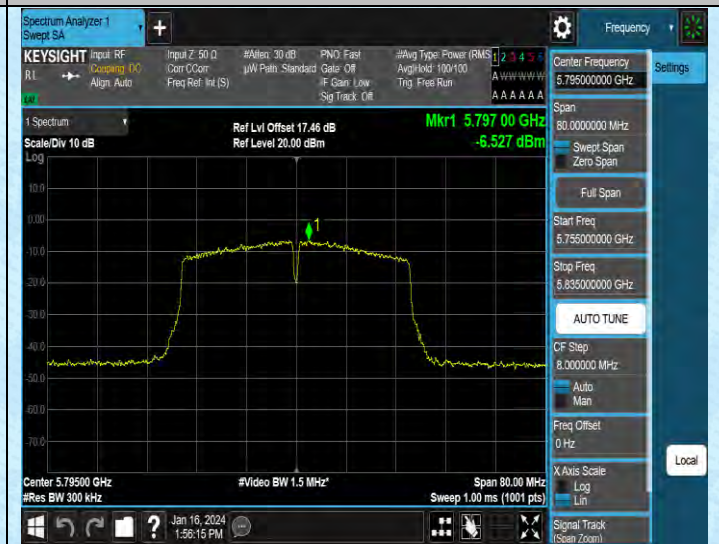 Spectrum Analyzer 1
Swept SA
Frequency
KEYSIGHT
Input: RF
Coupling: DC
Align: Auto
Input Z: 50 Ω
Corr CCorr
Freq Ref: Int (S)
#Atten: 30 dB
µW Path: Standard
PNO: Fast
Gate: Off
IF Gain: Low
Sig Track: Off
#Avg Type: Power (RMS
Avg|Hold: 100/100
Trig: Free Run
1 2 3 4 5 6
A W W W W W
A A A A A A
RL
1 Spectrum
Scale/Div 10 dB
Log
Ref Lvl Offset 17.46 dB
Ref Level 20.00 dBm
Mkr1 5.797 00 GHz
-6.527 dBm
10.0
0.00
-10.0
-20.0
-30.0
-40.0
-50.0
-60.0
-70.0
1
Center 5.79500 GHz
#Res BW 300 kHz
#Video BW 1.5 MHz*
Span 80.00 MHz
Sweep 1.00 ms (1001 pts)
Jan 16, 2024
1:56:15 PM
?
Center Frequency
5.795000000 GHz
Settings
Span
80.0000000 MHz
Swept Span
Zero Span
Full Span
Start Freq
5.755000000 GHz
Stop Freq
5.835000000 GHz
AUTO TUNE
CF Step
8.000000 MHz
Auto
Man
Freq Offset
0 Hz
X Axis Scale
Log
Lin
Local
Signal Track
(Span Zoom)